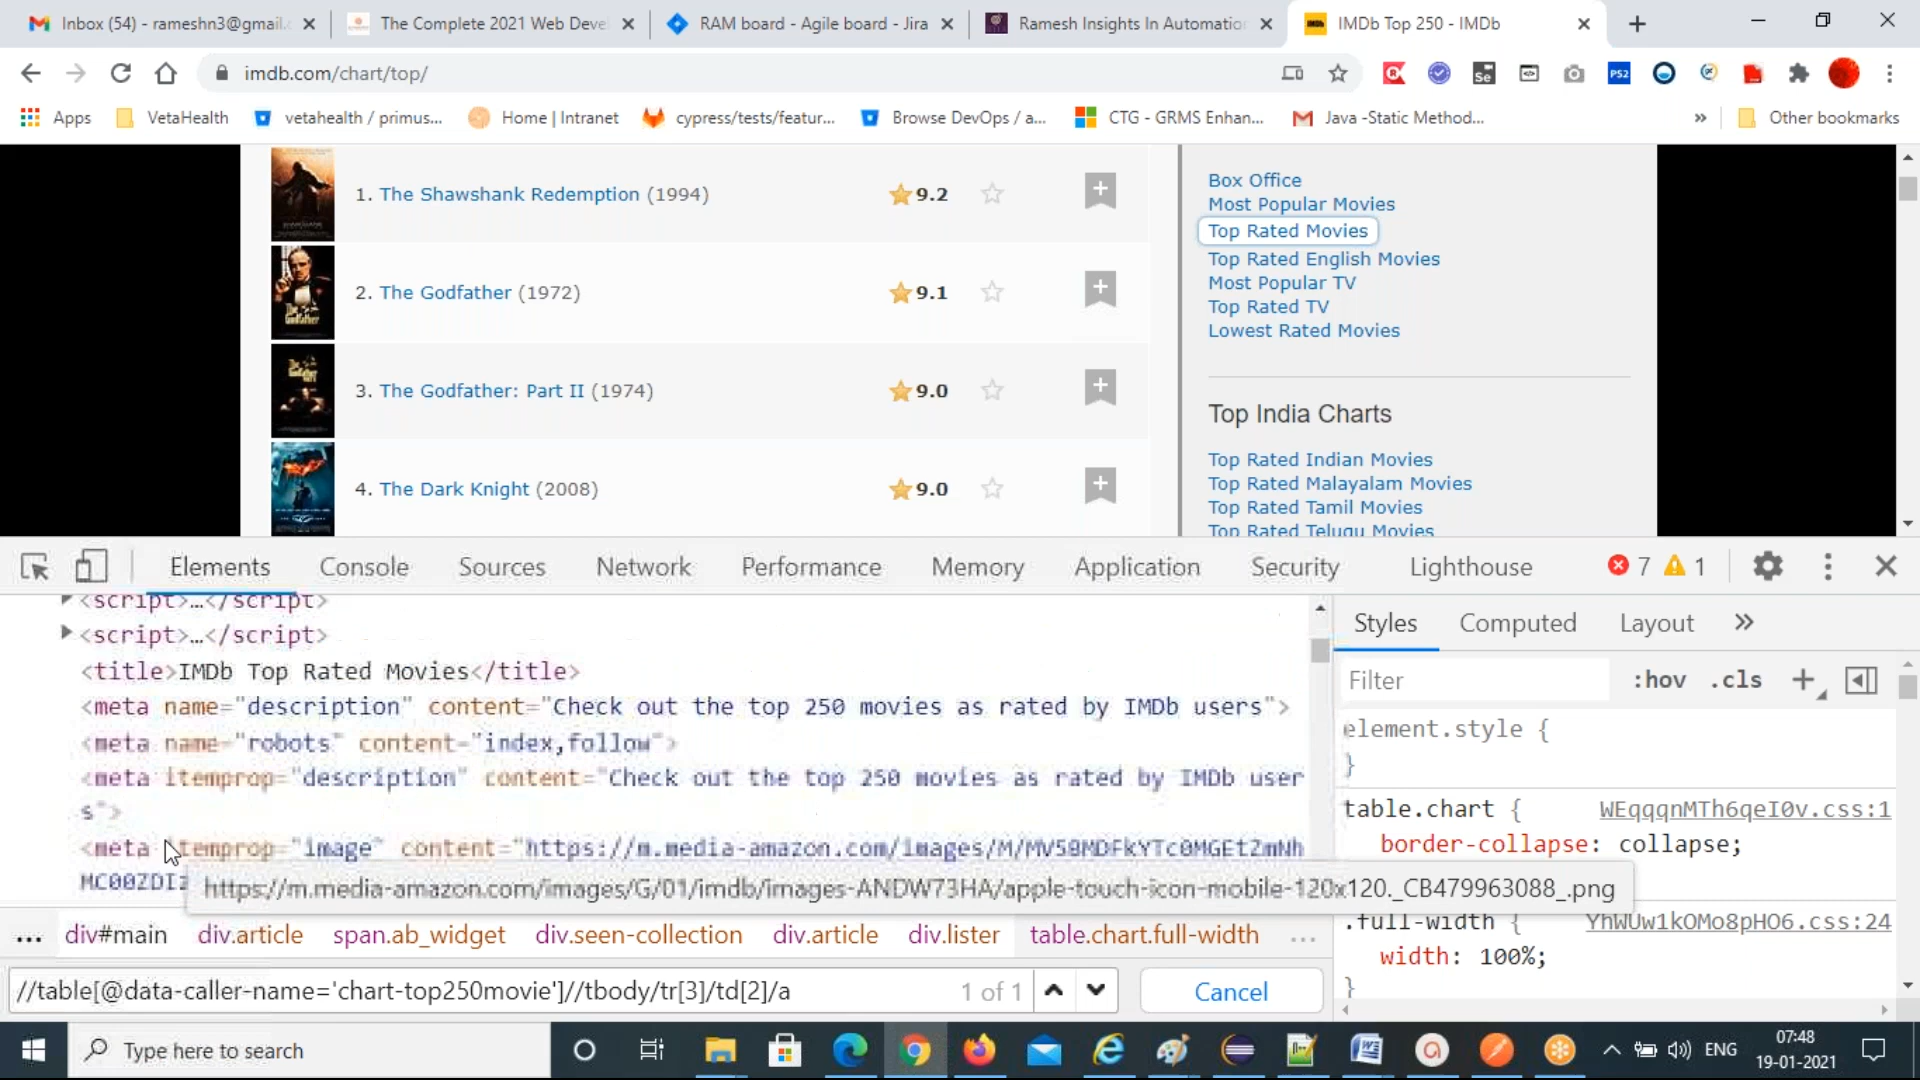 Inbox (54) - rameshn3@gmail.
The Complete 2021 Web Deve
RAM board - Agile board - Jira
Ramesh Insights In Automation
IMDb Top 250 - IMDb
imdb.com/chart/top/
Apps
VetaHealth
vetahealth / primus...
Home | Intranet
cypress/tests/featur...
Browse DevOps / a...
CTG - GRMS Enhan...
Java -Static Method...
»
Other bookmarks
1. The Shawshank Redemption (1994)
9.2
2. The Godfather (1972)
9.1
3. The Godfather: Part II (1974)
9.0
4. The Dark Knight (2008)
9.0
Box Office
Most Popular Movies
Top Rated Movies
Top Rated English Movies
Most Popular TV
Top Rated TV
Lowest Rated Movies
Top India Charts
Top Rated Indian Movies
Top Rated Malayalam Movies
Top Rated Tamil Movies
Top Rated Telugu Movies
Elements
Console
Sources
Network
Performance
Memory
Application
Security
Lighthouse
7
1
<script>…</script>
<script>…</script>
<title>IMDb Top Rated Movies</title>
<meta name="description" content="Check out the top 250 movies as rated by IMDb users">
<meta name="robots" content="index,follow">
<meta itemprop="description" content="Check out the top 250 movies as rated by IMDb user
s">
<meta itemprop="image" content="https://m.media-amazon.com/images/M/MV5BMDFkYTc0MGEtZmNh
MC00ZDI
https://m.media-amazon.com/images/G/01/imdb/images-ANDW73HA/apple-touch-icon-mobile-120x120._CB479963088_.png
... div#main div.article span.ab_widget div.seen-collection div.article div.lister table.chart.full-width ...
//table[@data-caller-name='chart-top250movie']//tbody/tr[3]/td[2]/a
1 of 1
Cancel
Styles
Computed
Layout
»
Filter
:hov .cls +
element.style {
}
table.chart { WEqqqnMTh6qeI0v.css:1
border-collapse: collapse;
.full-width { YhWUw1kOMo8pHO6.css:24
width: 100%;
}
Type here to search
ENG
07:48
19-01-2021